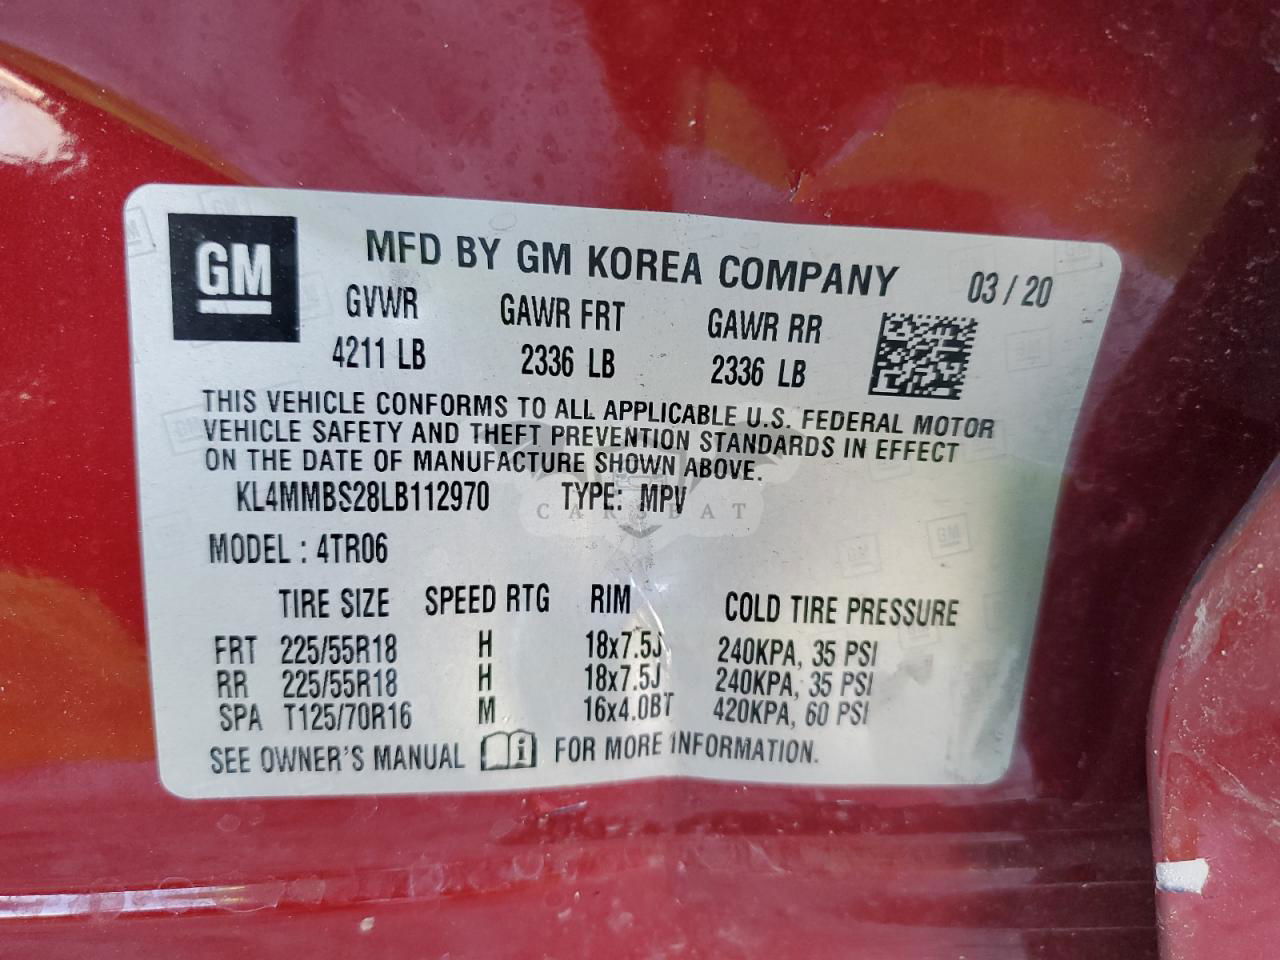 GM
MFD BY GM KOREA COMPANY 03 / 20
GVWR GAWR FRT GAWR RR
4211 LB 2336 LB 2336 LB
THIS VEHICLE CONFORMS TO ALL APPLICABLE U.S. FEDERAL MOTOR
VEHICLE SAFETY AND THEFT PREVENTION STANDARDS IN EFFECT
ON THE DATE OF MANUFACTURE SHOWN ABOVE.
KL4MMBS28LB112970 TYPE: MPV
CARSBAT
MODEL : 4TR06
TIRE SIZE SPEED RTG RIM COLD TIRE PRESSURE
FRT 225/55R18 H 18x7.5J 240KPA, 35 PSI
RR 225/55R18 H 18x7.5J 240KPA, 35 PSI
SPA T125/70R16 M 16x4.0BT 420KPA, 60 PSI
SEE OWNER'S MANUAL i FOR MORE INFORMATION.